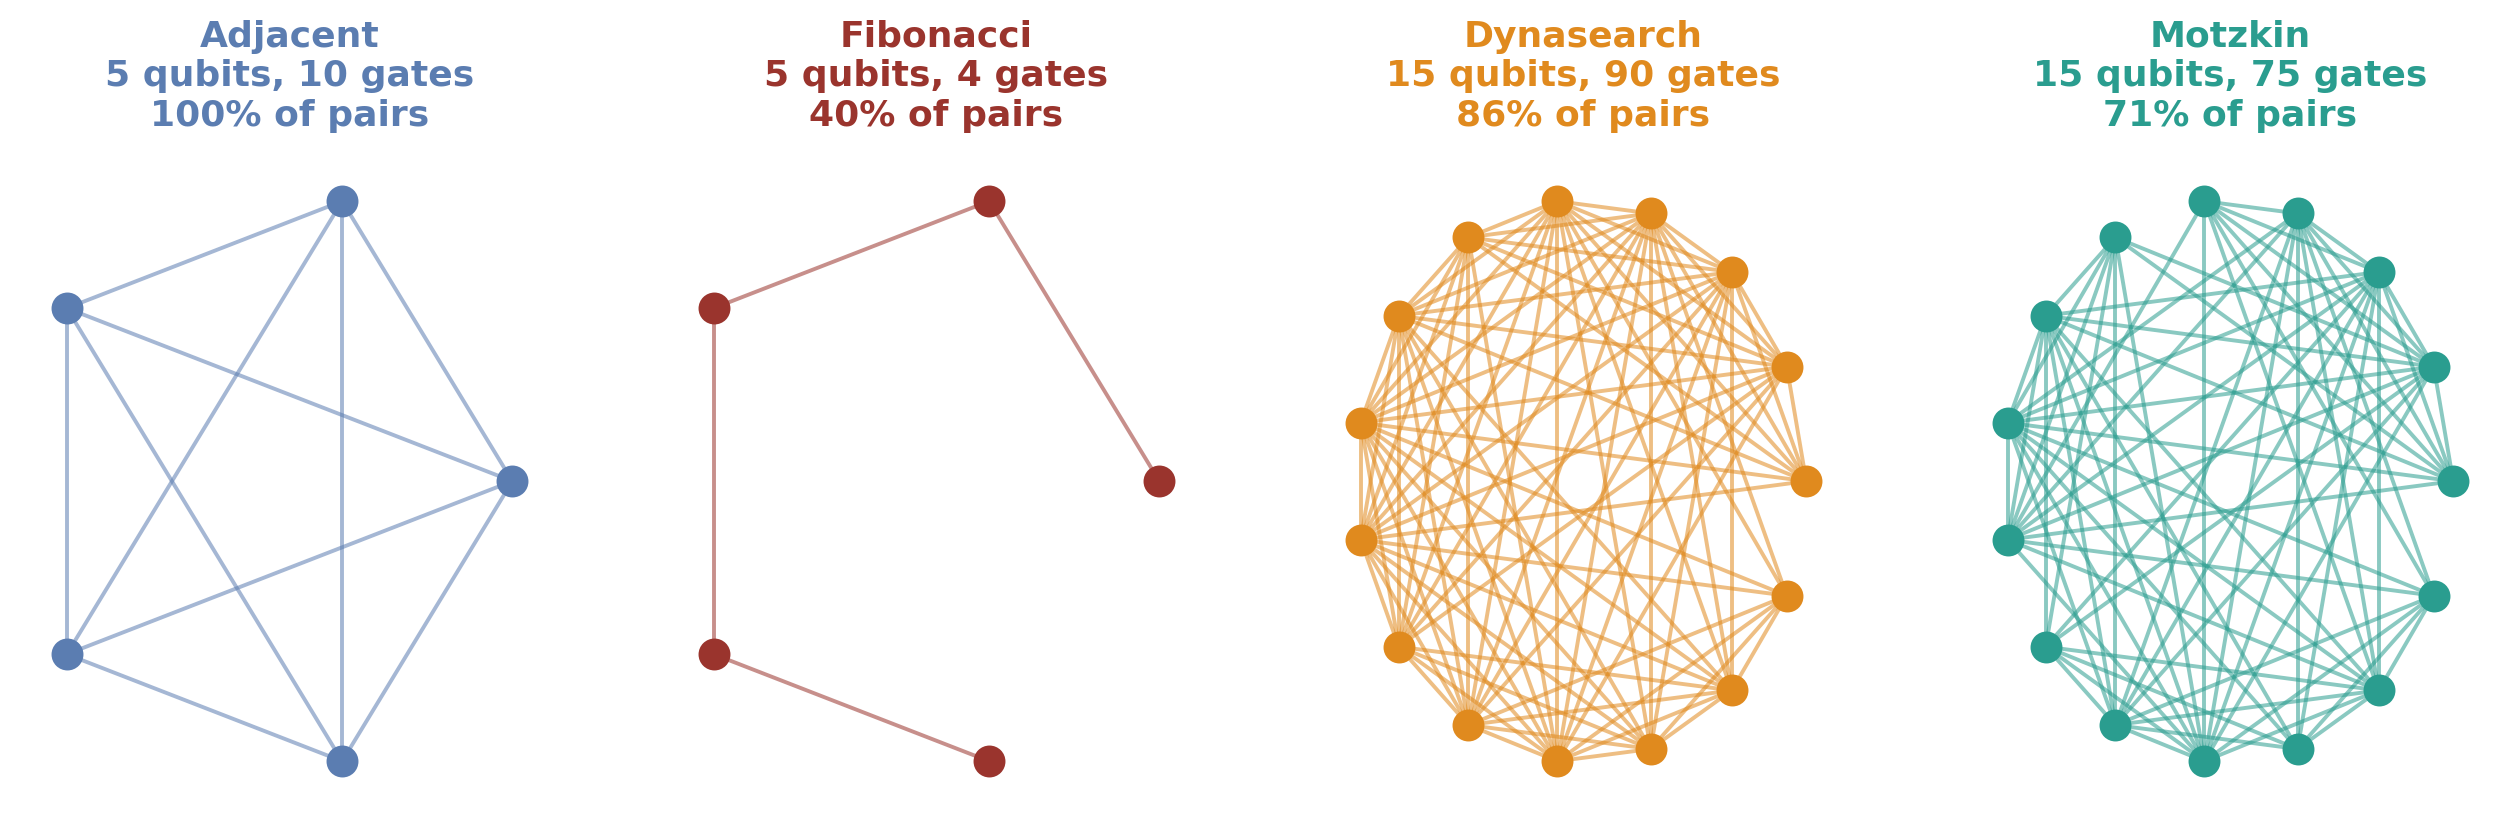 Adjacent
5 qubits, 10 gates
100% of pairs
Fibonacci
5 qubits, 4 gates
40% of pairs
Dynasearch
15 qubits, 90 gates
86% of pairs
Motzkin
15 qubits, 75 gates
71% of pairs